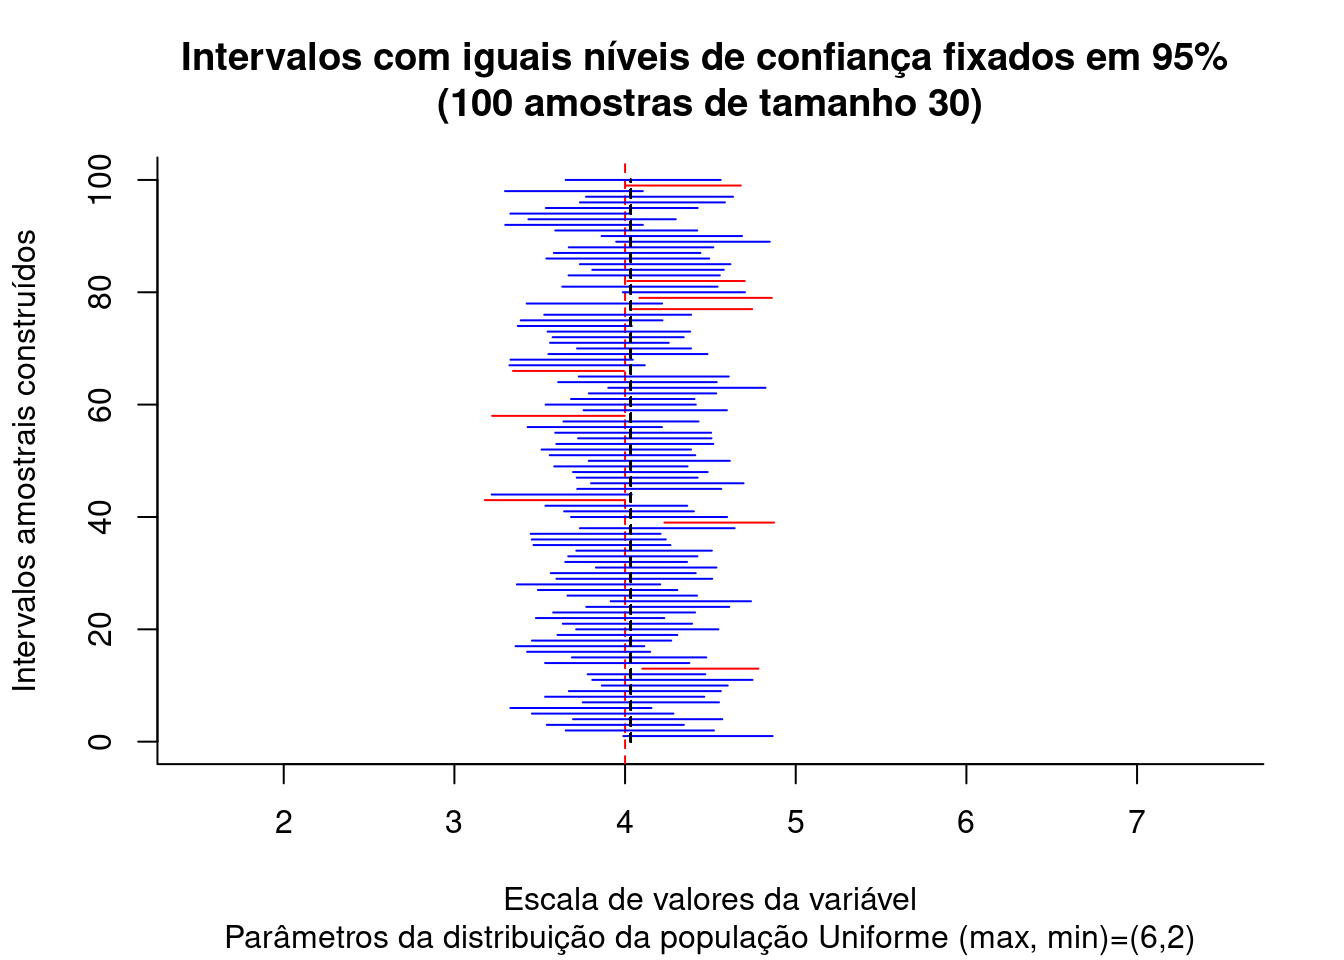 Intervalos com iguais níveis de confiança fixados em 95%
(100 amostras de tamanho 30)
Intervalos amostrais construídos
100
80
60
40
20
0
2 3 4 5 6 7
Escala de valores da variável
Parâmetros da distribuição da população Uniforme (max, min)=(6,2)